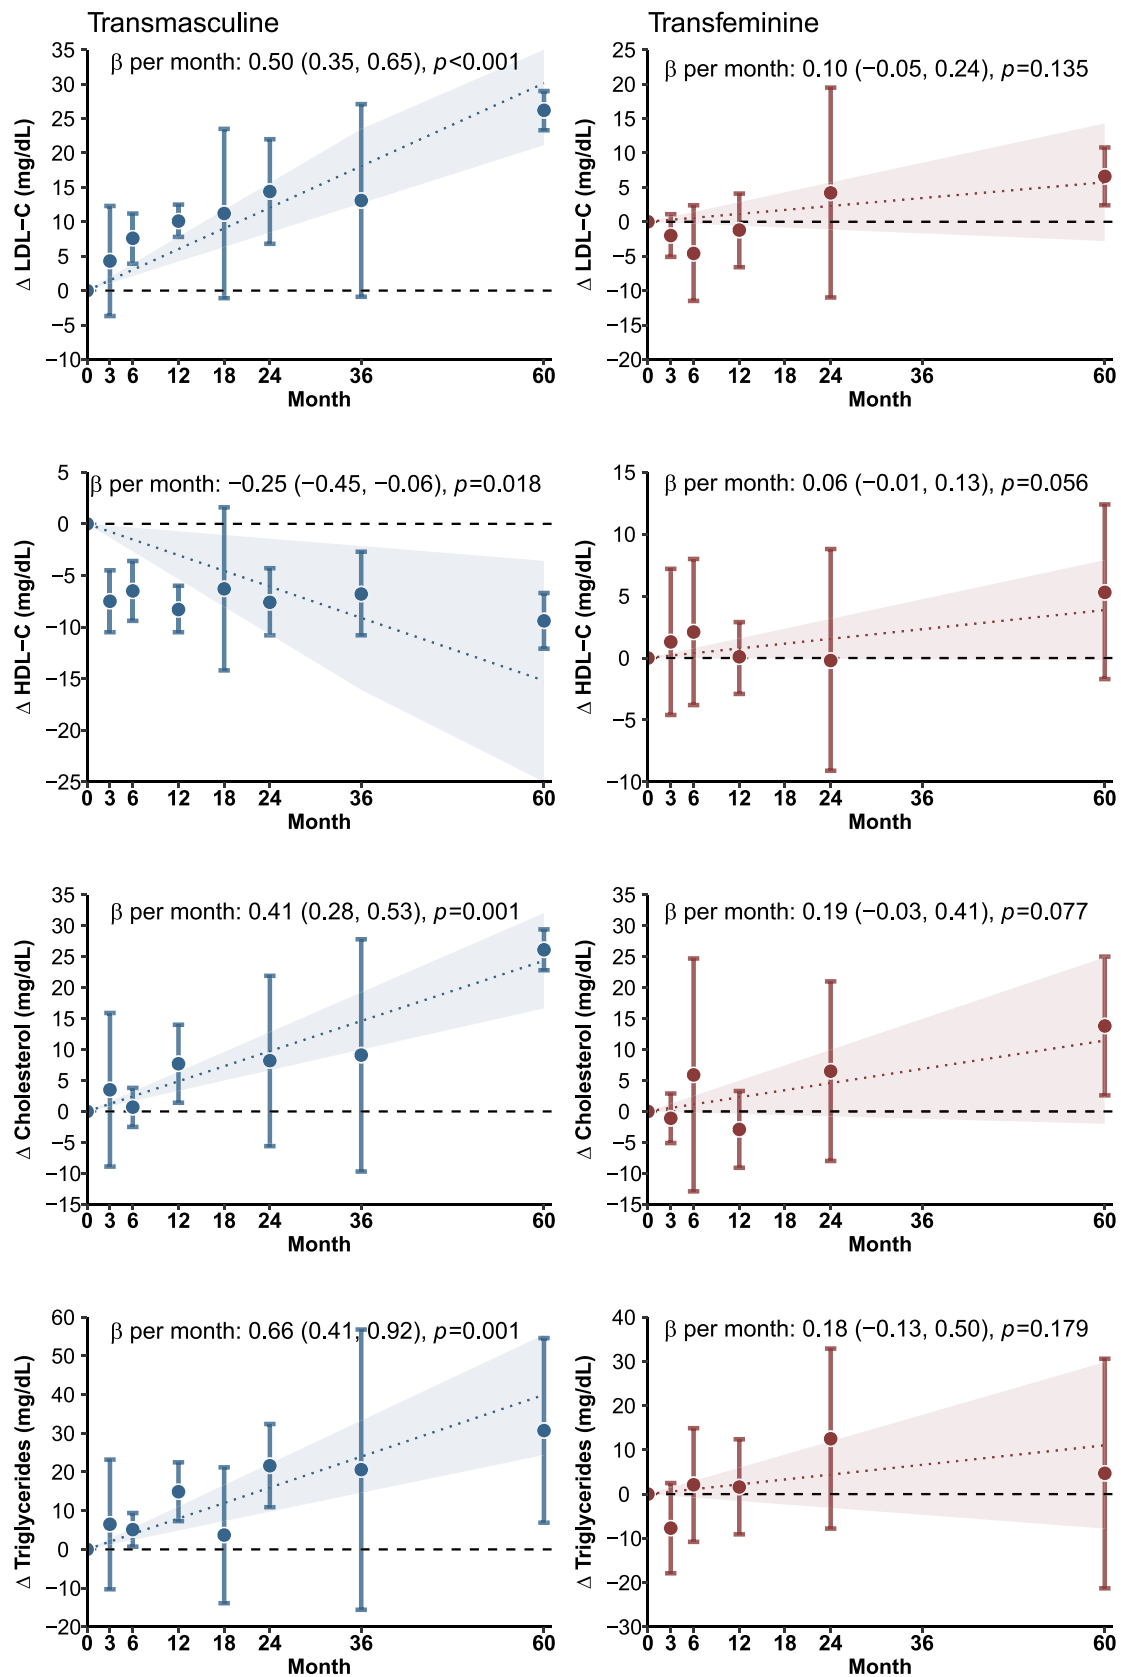 Transmasculine
Transfeminine
β per month: 0.50 (0.35, 0.65), p<0.001
Δ LDL−C (mg/dL)
35
30
25
20
15
10
5
0
−5
−10
0 3 6 12 18 24 36 60
Month
β per month: 0.10 (−0.05, 0.24), p=0.135
Δ LDL−C (mg/dL)
25
20
15
10
5
0
−5
−10
−15
−20
0 3 6 12 18 24 36 60
Month
β per month: −0.25 (−0.45, −0.06), p=0.018
Δ HDL−C (mg/dL)
5
0
−5
−10
−15
−20
−25
0 3 6 12 18 24 36 60
Month
β per month: 0.06 (−0.01, 0.13), p=0.056
Δ HDL−C (mg/dL)
15
10
5
0
−5
−10
0 3 6 12 18 24 36 60
Month
β per month: 0.41 (0.28, 0.53), p=0.001
Δ Cholesterol (mg/dL)
35
30
25
20
15
10
5
0
−5
−10
−15
0 3 6 12 18 24 36 60
Month
β per month: 0.19 (−0.03, 0.41), p=0.077
Δ Cholesterol (mg/dL)
35
30
25
20
15
10
5
0
−5
−10
−15
0 3 6 12 18 24 36 60
Month
β per month: 0.66 (0.41, 0.92), p=0.001
Δ Triglycerides (mg/dL)
60
50
40
30
20
10
0
−10
−20
0 3 6 12 18 24 36 60
Month
β per month: 0.18 (−0.13, 0.50), p=0.179
Δ Triglycerides (mg/dL)
40
30
20
10
0
−10
−20
−30
0 3 6 12 18 24 36 60
Month